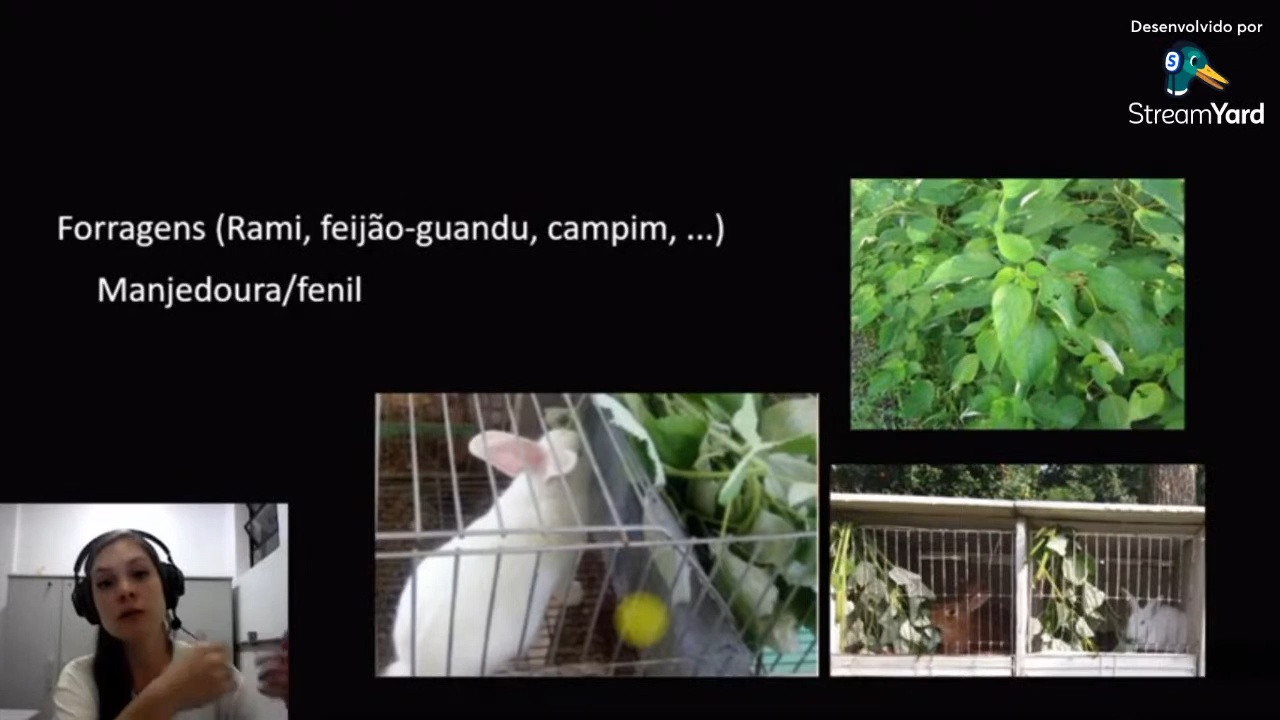 Desenvolvido por
StreamYard
Forragens (Rami, feijão-guandu, campim, ...)
Manjedoura/fenil